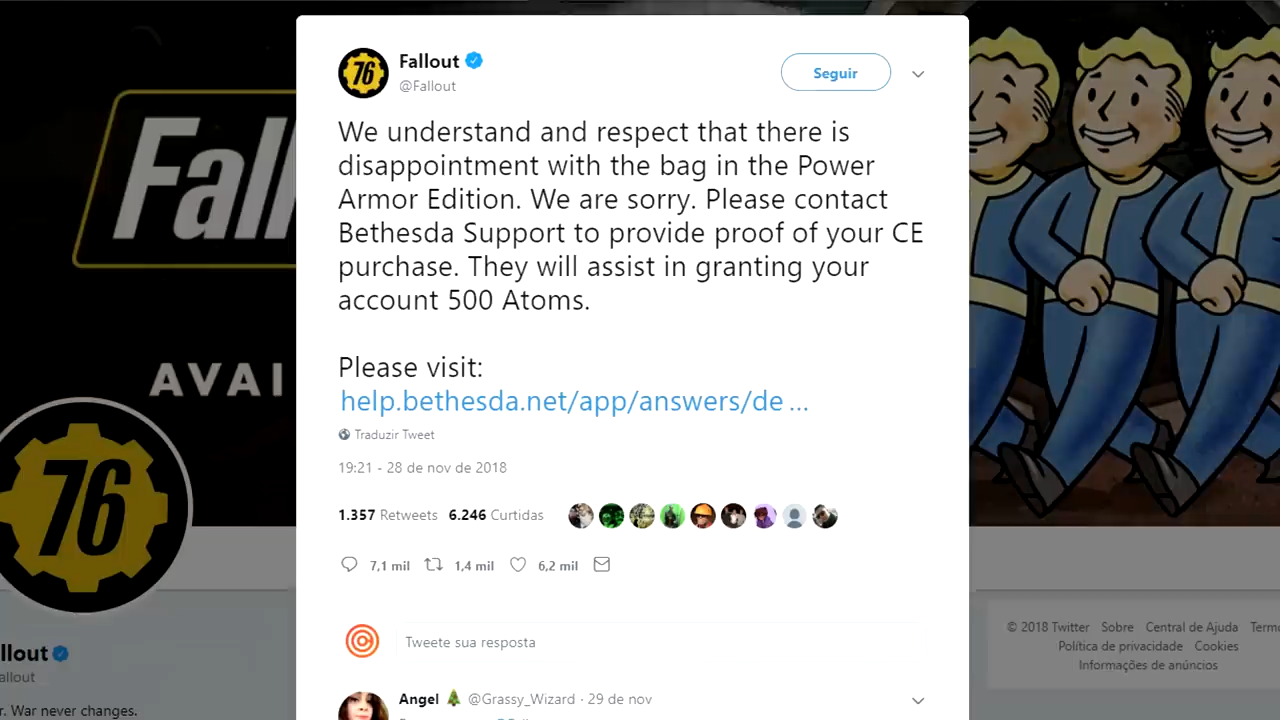 Fallout
@Fallout
Seguir
We understand and respect that there is
disappointment with the bag in the Power
Armor Edition. We are sorry. Please contact
Bethesda Support to provide proof of your CE
purchase. They will assist in granting your
account 500 Atoms.
Please visit:
help.bethesda.net/app/answers/de ...
Traduzir Tweet
19:21 - 28 de nov de 2018
1.357 Retweets 6.246 Curtidas
7,1 mil 1,4 mil 6,2 mil
Tweete sua resposta
Angel @Grassy_Wizard · 29 de nov
76
Fall
AVAI
76
llout
allout
r. War never changes.
© 2018 Twitter Sobre Central de Ajuda Termo
Política de privacidade Cookies
Informações de anúncios